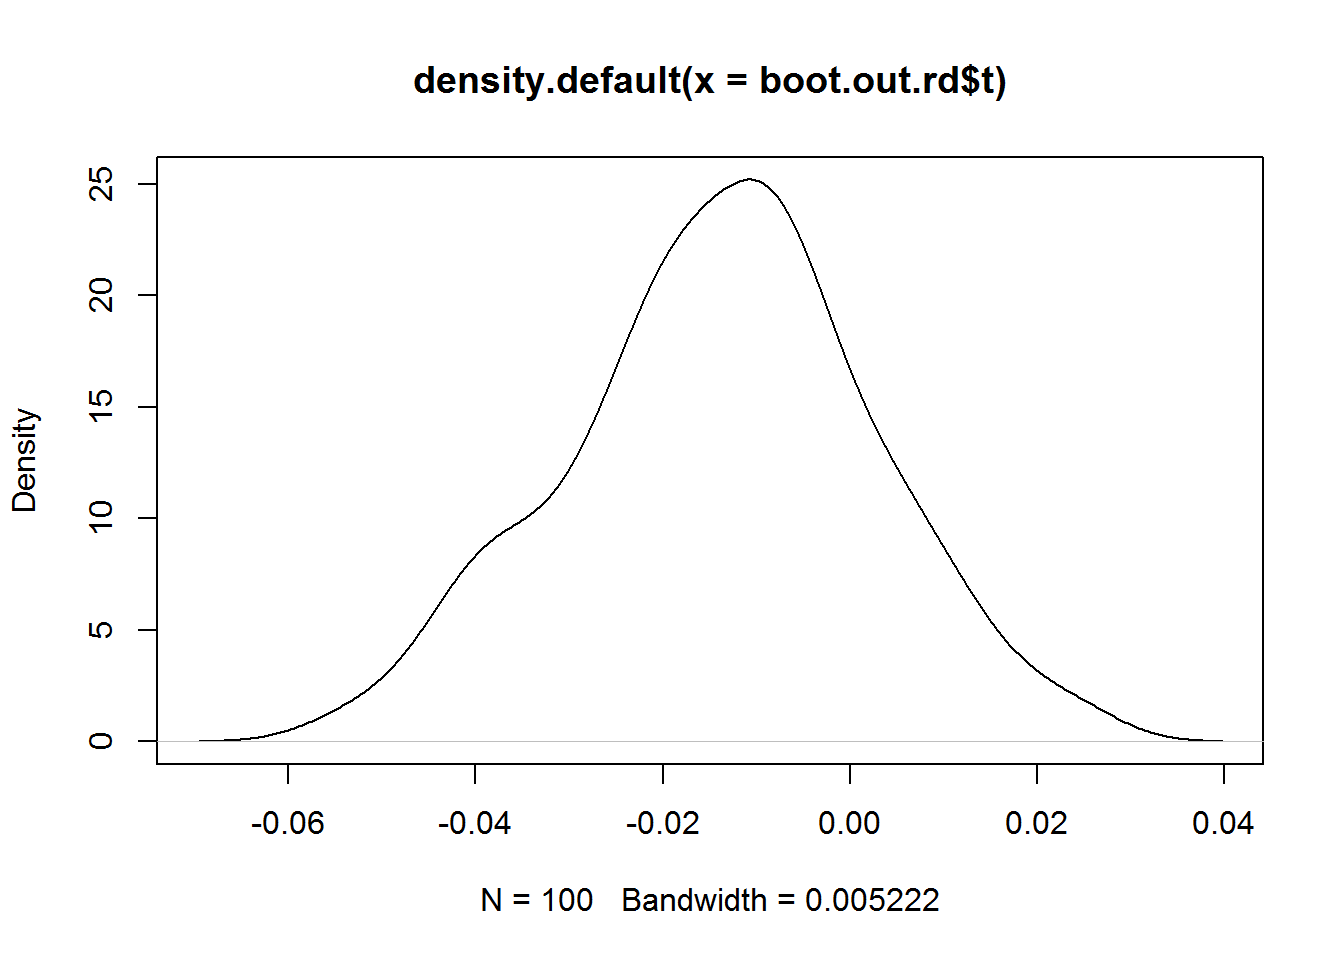 density.default(x = boot.out.rd$t)
Density
25
20
15
10
5
0
-0.06 -0.04 -0.02 0.00 0.02 0.04
N = 100 Bandwidth = 0.005222